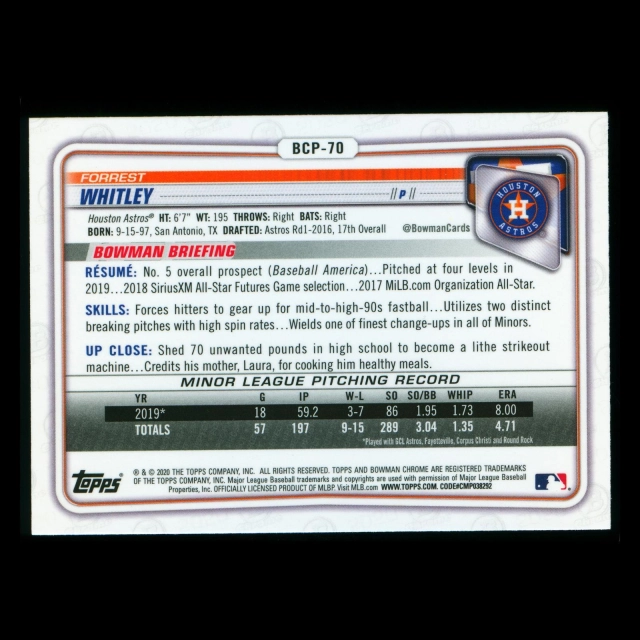 BCP-70
FORREST
WHITLEY // P //
HOUSTON
H
ASTROS
Houston Astros® HT: 6'7" WT: 195 THROWS: Right BATS: Right
BORN: 9-15-97, San Antonio, TX DRAFTED: Astros Rd1-2016, 17th Overall @BowmanCards
BOWMAN BRIEFING
RÉSUMÉ: No. 5 overall prospect (Baseball America)...Pitched at four levels in
2019...2018 SiriusXM All-Star Futures Game selection...2017 MiLB.com Organization All-Star.
SKILLS: Forces hitters to gear up for mid-to-high-90s fastball...Utilizes two distinct
breaking pitches with high spin rates...Wields one of finest change-ups in all of Minors.
UP CLOSE: Shed 70 unwanted pounds in high school to become a lithe strikeout
machine...Credits his mother, Laura, for cooking him healthy meals.
MINOR LEAGUE PITCHING RECORD
YR G IP W-L SO SO/BB WHIP ERA
2019* 18 59.2 3-7 86 1.95 1.73 8.00
TOTALS 57 197 9-15 289 3.04 1.35 4.71
*Played with GCL Astros, Fayetteville, Corpus Christi and Round Rock
Topps ® & © 2020 THE TOPPS COMPANY, INC. ALL RIGHTS RESERVED. TOPPS AND BOWMAN CHROME ARE REGISTERED TRADEMARKS
OF THE TOPPS COMPANY, INC. Major League Baseball trademarks and copyrights are used with permission of Major League Baseball
Properties, Inc. OFFICIALLY LICENSED PRODUCT OF MLBP. Visit MLB.com WWW.TOPPS.COM. CODE#CMP038292